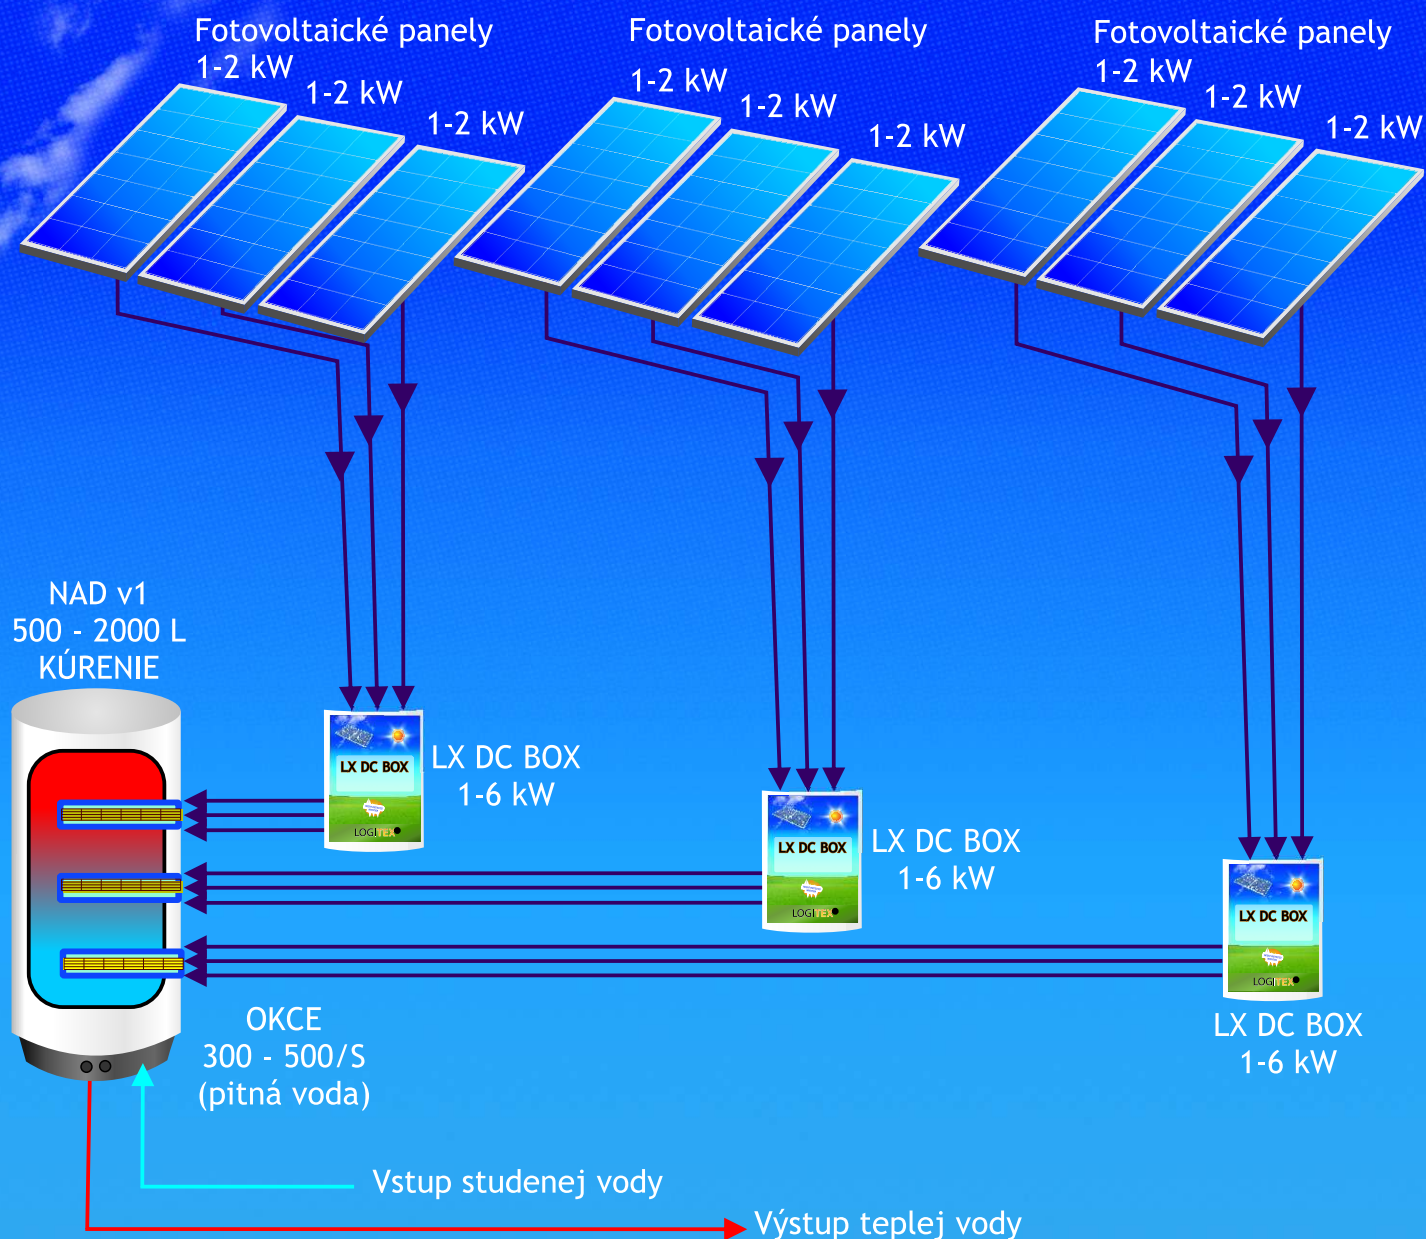 Fotovoltaické panely
1-2 kW
1-2 kW
1-2 kW
Fotovoltaické panely
1-2 kW
1-2 kW
1-2 kW
Fotovoltaické panely
1-2 kW
1-2 kW
1-2 kW
NAD v1
500 - 2000 L
KÚRENIE
LX DC BOX
LOGITEX
LX DC BOX
1-6 kW
LX DC BOX
LOGITEX
LX DC BOX
1-6 kW
LX DC BOX
LOGITEX
LX DC BOX
1-6 kW
OKCE
300 - 500/S
(pitná voda)
Vstup studenej vody
Výstup teplej vody